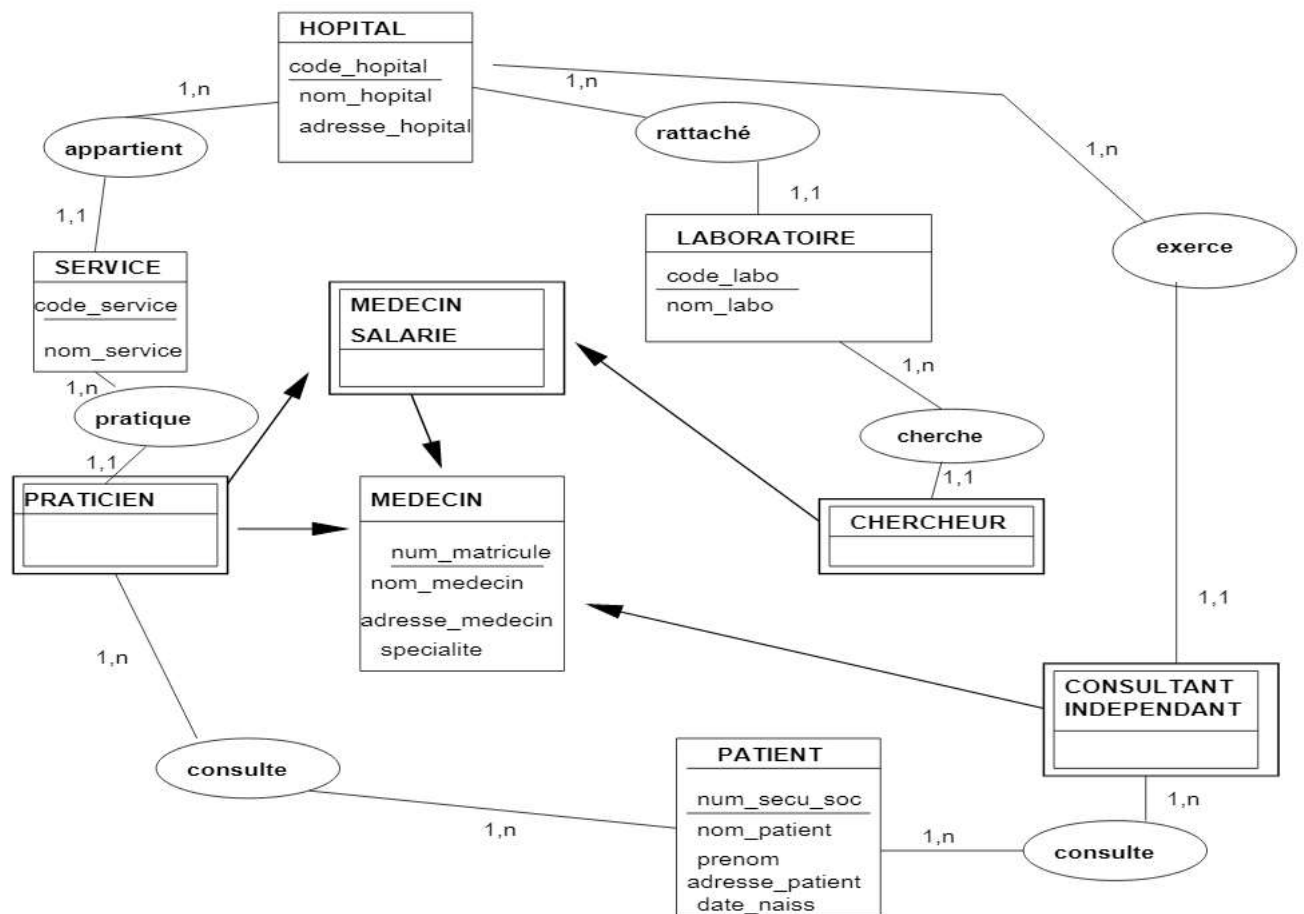 HOPITAL
code_hopital
nom_hopital
adresse_hopital
1,n
1,n
appartient
rattaché
1,n
1,1
1,1
SERVICE
code_service
nom_service
MEDECIN
SALARIE
LABORATOIRE
code_labo
nom_labo
exerce
1,n
pratique
1,1
1,n
cherche
1,1
PRATICIEN
MEDECIN
num_matricule
nom_medecin
adresse_medecin
specialite
CHERCHEUR
1,1
1,n
CONSULTANT
INDEPENDANT
consulte
1,n
PATIENT
num_secu_soc
nom_patient
prenom
adresse_patient
date_naiss
1,n
1,n
consulte